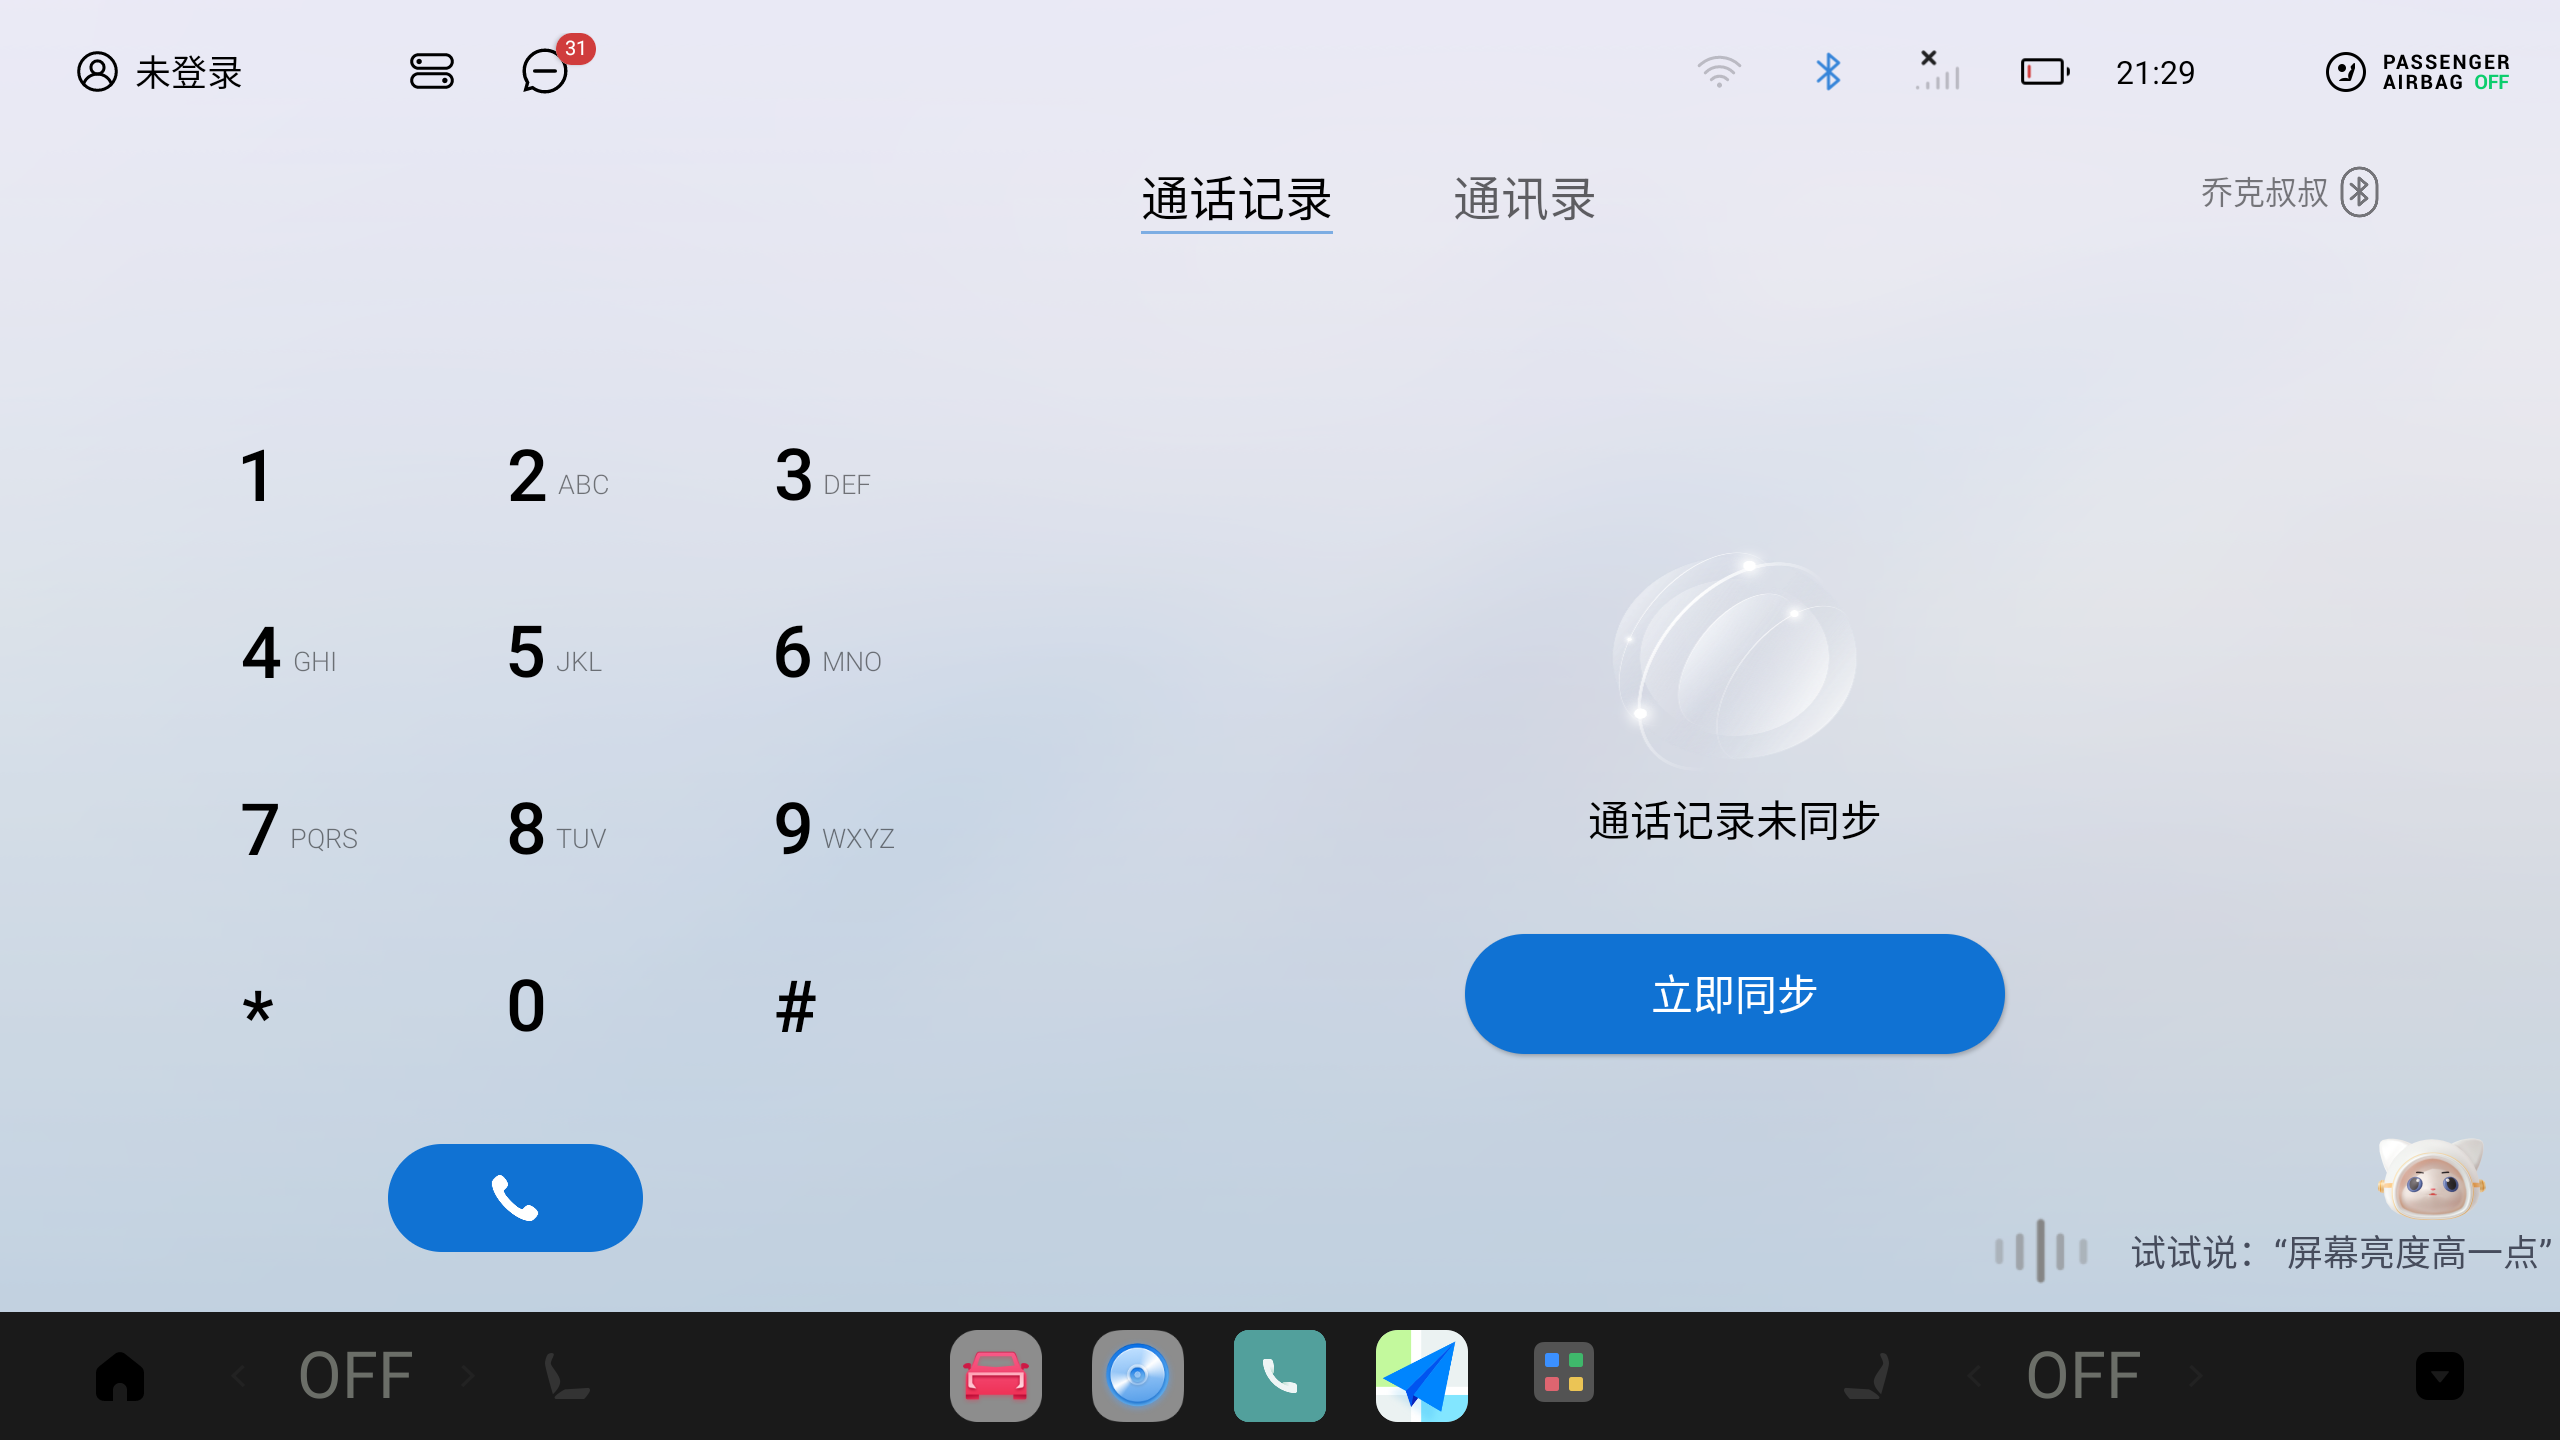 未登录
31
21:29
PASSENGER
AIRBAG OFF
通话记录
通讯录
乔克叔叔
1
2 ABC
3 DEF
4 GHI
5 JKL
6 MNO
7 PQRS
8 TUV
9 WXYZ
*
0
#
通话记录未同步
立即同步
试试说：“屏幕亮度高一点”
OFF
OFF